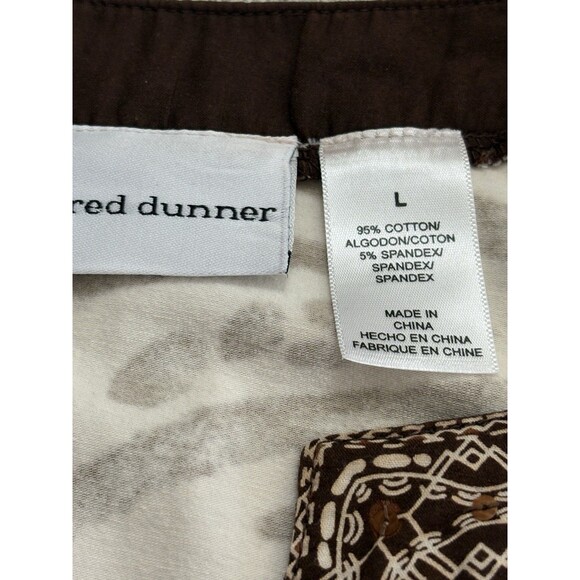 red dunner
L
95% COTTON/
ALGODON/COTON
5% SPANDEX/
SPANDEX/
SPANDEX
MADE IN
CHINA
HECHO EN CHINA
FABRIQUE EN CHINE